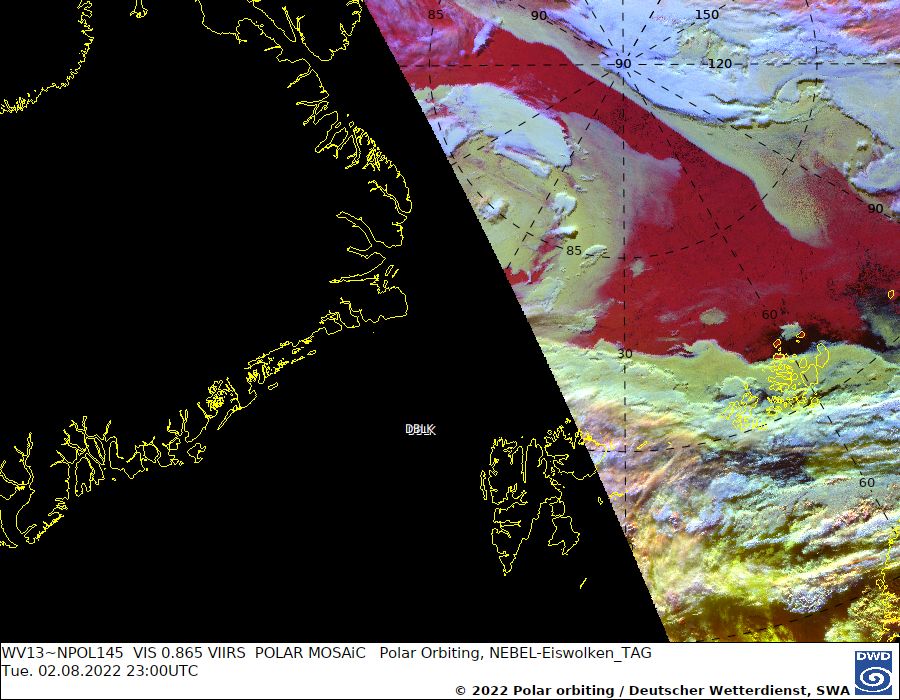 85
90
150
90
120
90
85
60
30
DBLK
60
WV13~NPOL145 VIS 0.865 VIIRS POLAR MOSAiC Polar Orbiting, NEBEL-Eiswolken_TAG
Tue. 02.08.2022 23:00UTC
© 2022 Polar orbiting / Deutscher Wetterdienst, SWA
DWD